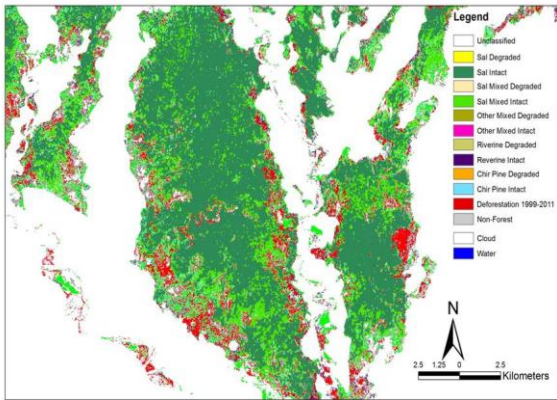 Legend
Unclassified
Sal Degraded
Sal Intact
Sal Mixed Degraded
Sal Mixed Intact
Other Mixed Degraded
Other Mixed Intact
Riverine Degraded
Reverine Intact
Chir Pine Degraded
Chir Pine Intact
Deforestation 1999-2011
Non-Forest
Cloud
Water
N
2.5 1.25 0 2.5
Kilometers